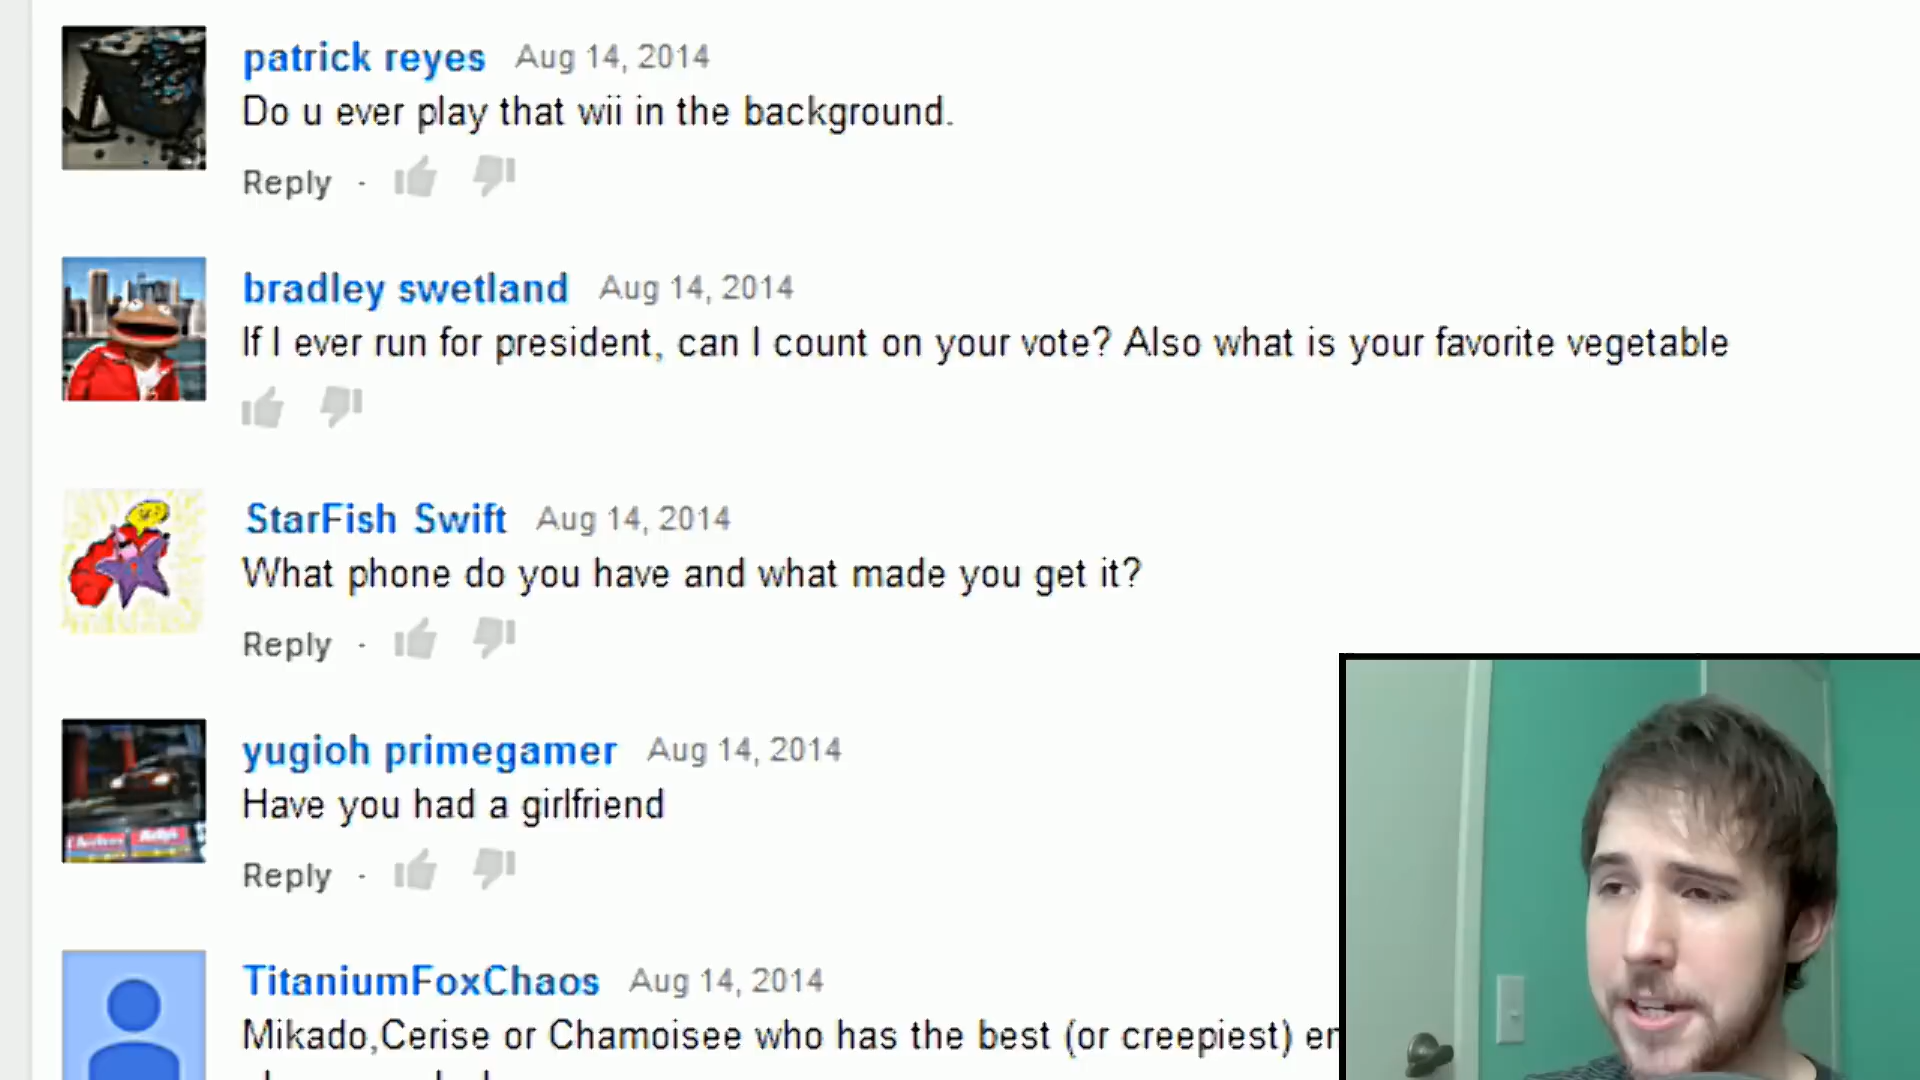 patrick reyes Aug 14, 2014
Do u ever play that wii in the background.
Reply -
bradley swetland Aug 14, 2014
If I ever run for president, can I count on your vote? Also what is your favorite vegetable
StarFish Swift Aug 14, 2014
What phone do you have and what made you get it?
Reply -
yugioh primegamer Aug 14, 2014
Have you had a girlfriend
Reply -
TitaniumFoxChaos Aug 14, 2014
Mikado,Cerise or Chamoisee who has the best (or creepiest)